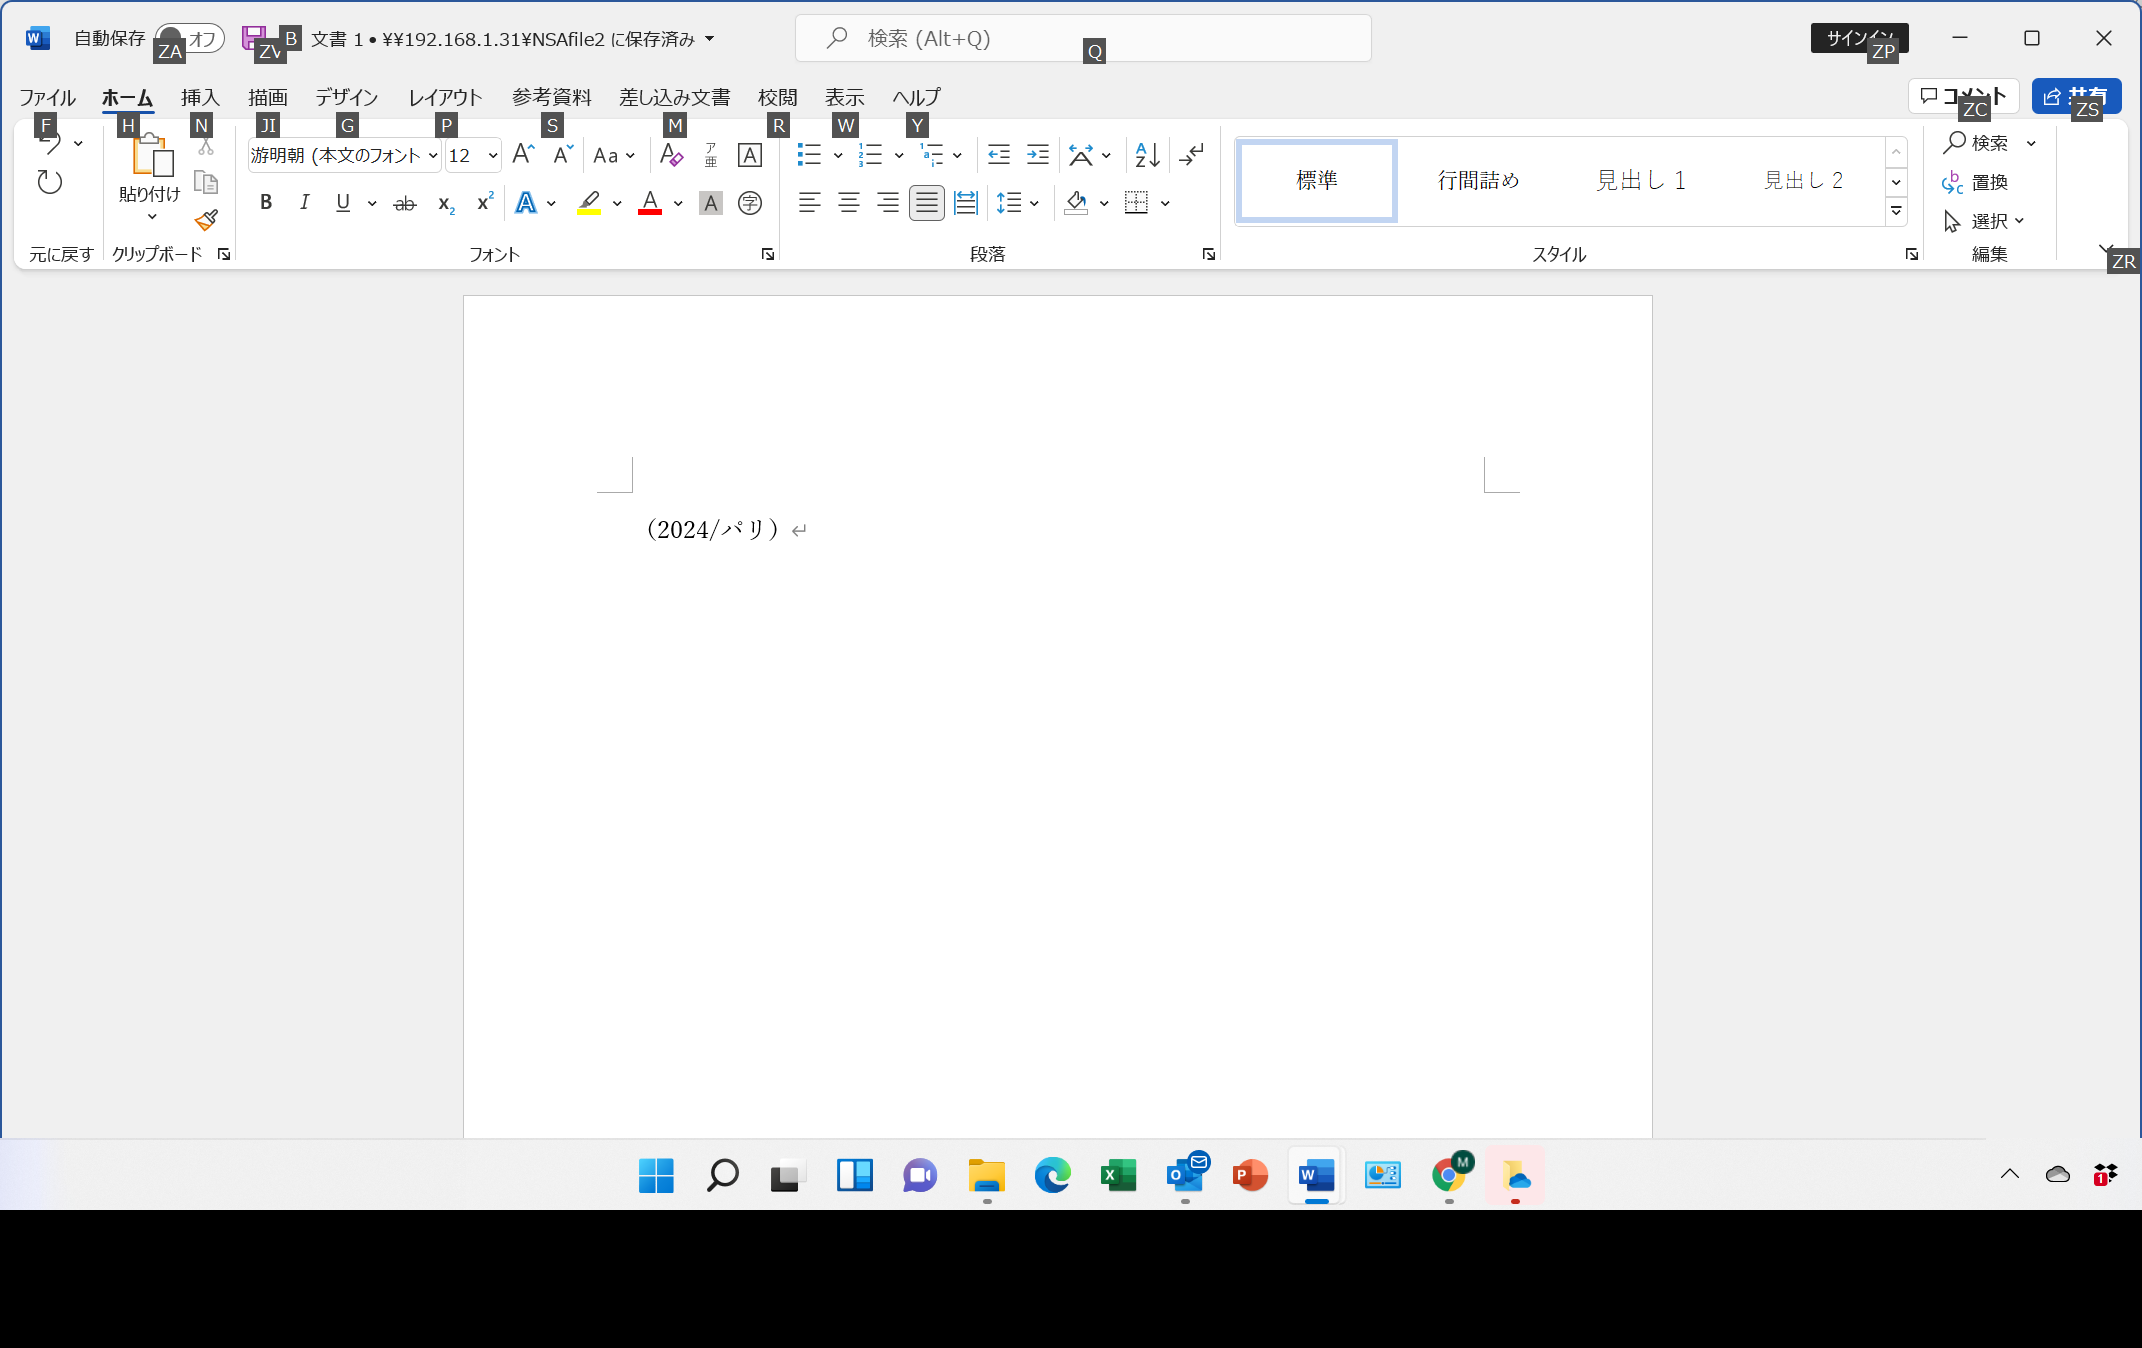 自動保存 オフ 文書 1 • ¥¥192.168.1.31¥NSAfile2 に保存済み 検索 (Alt+Q) サインイン
ZA ZV B Q ZP
ファイル ホーム 挿入 描画 デザイン レイアウト 参考資料 差し込み文書 校閲 表示 ヘルプ コメント 共有
F H N JI G P S M R W Y ZC ZS
游明朝 (本文のフォント 12 Aa 検索
貼り付け 標準 行間詰め 見出し 1 見出し 2 置換
B I U ab x₂ x² A A A 字 選択
元に戻す クリップボード フォント 段落 スタイル 編集 ZR
（2024/パリ）↵
M
1